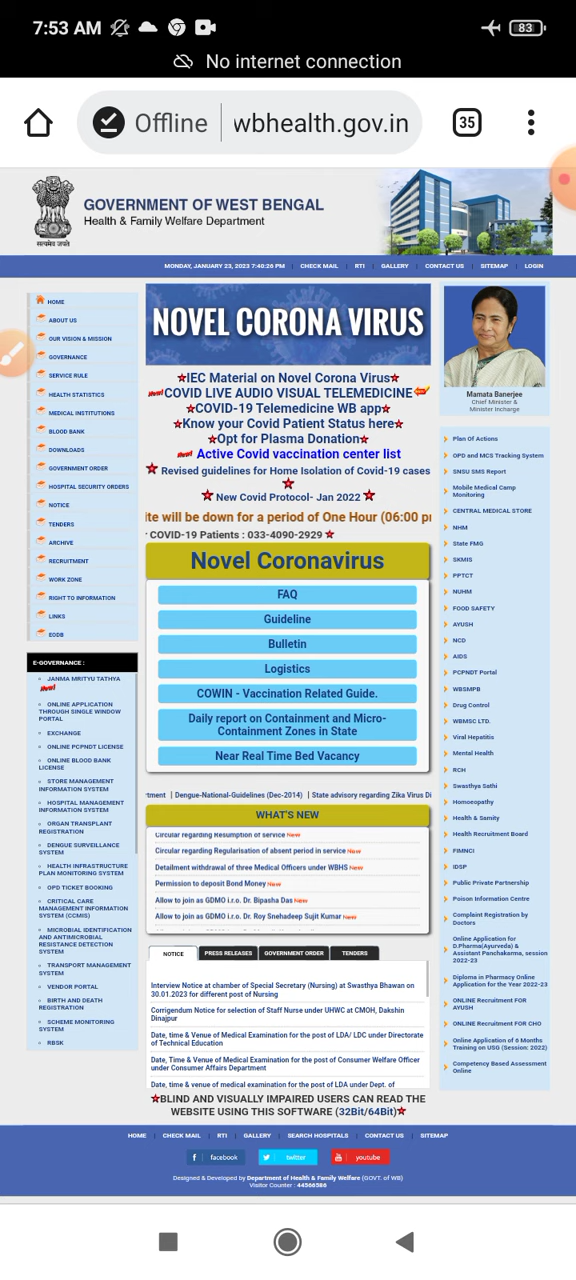 7:53 AM
83
No internet connection
Offline
wbhealth.gov.in
35
सत्यमेव जयते
GOVERNMENT OF WEST BENGAL
Health & Family Welfare Department
MONDAY, JANUARY 23, 2023 7:40:26 PM | CHECK MAIL | RTI | GALLERY | CONTACT US | SITEMAP | LOGIN
HOME
ABOUT US
OUR VISION & MISSION
GOVERNANCE
SERVICE RULE
HEALTH STATISTICS
MEDICAL INSTITUTIONS
BLOOD BANK
DOWNLOADS
GOVERNMENT ORDER
HOSPITAL SECURITY ORDERS
NOTICE
TENDERS
ARCHIVE
RECRUITMENT
WORK ZONE
RIGHT TO INFORMATION
LINKS
EODB
E-GOVERNANCE :
JANMA MRITYU TATHYA
New!
ONLINE APPLICATION
THROUGH SINGLE WINDOW
PORTAL
EXCHANGE
ONLINE PCPNDT LICENSE
ONLINE BLOOD BANK
LICENSE
STORE MANAGEMENT
INFORMATION SYSTEM
HOSPITAL MANAGEMENT
INFORMATION SYSTEM
ORGAN TRANSPLANT
REGISTRATION
DENGUE SURVEILLANCE
SYSTEM
HEALTH INFRASTRUCTURE
PLAN MONITORING SYSTEM
OPD TICKET BOOKING
CRITICAL CARE
MANAGEMENT INFORMATION
SYSTEM (CCMIS)
MICROBIAL IDENTIFICATION
AND ANTIMICROBIAL
RESISTANCE DETECTION
SYSTEM
TRANSPORT MANAGEMENT
SYSTEM
VENDOR PORTAL
BIRTH AND DEATH
REGISTRATION
SCHEME MONITORING
SYSTEM
RBSK
NOVEL CORONA VIRUS
IEC Material on Novel Corona Virus
New! COVID LIVE AUDIO VISUAL TELEMEDICINE
COVID-19 Telemedicine WB app
Know your Covid Patient Status here
Opt for Plasma Donation
New! Active Covid vaccination center list
Revised guidelines for Home Isolation of Covid-19 cases
New Covid Protocol- Jan 2022
ite will be down for a period of One Hour (06:00 pr
COVID-19 Patients : 033-4090-2929
Novel Coronavirus
FAQ
Guideline
Bulletin
Logistics
COWIN - Vaccination Related Guide.
Daily report on Containment and Micro-
Containment Zones in State
Near Real Time Bed Vacancy
tment | Dengue-National-Guidelines (Dec-2014) | State advisory regarding Zika Virus Di
WHAT'S NEW
Circular regarding Resumption of service New
Circular regarding Regularisation of absent period in service New
Detailment withdrawal of three Medical Officers under WBHS New
Permission to deposit Bond Money New
Allow to join as GDMO i.r.o. Dr. Bipasha Das New
Allow to join as GDMO i.r.o. Dr. Roy Snehadeep Sujit Kumar New
NOTICE
PRESS RELEASES
GOVERNMENT ORDER
TENDERS
Interview Notice at chamber of Special Secretary (Nursing) at Swasthya Bhawan on
30.01.2023 for different post of Nursing
Corrigendum Notice for selection of Staff Nurse under UHWC at CMOH, Dakshin
Dinajpur
Date, time & Venue of Medical Examination for the post of LDA/ LDC under Directorate
of Technical Education
Date, Time & Venue of Medical Examination for the post of Consumer Welfare Officer
under Consumer Affairs Department
Date, time & venue of medical examination for the post of LDA under Dept. of
BLIND AND VISUALLY IMPAIRED USERS CAN READ THE
WEBSITE USING THIS SOFTWARE (32Bit/64Bit)
Mamata Banerjee
Chief Minister &
Minister Incharge
Plan Of Actions
OPD and MCS Tracking System
SNSU SMS Report
Mobile Medical Camp
Monitoring
CENTRAL MEDICAL STORE
NHM
State FMG
SKMIS
PPTCT
NUHM
FOOD SAFETY
AYUSH
NCD
AIDS
PCPNDT Portal
WBSMPB
Drug Control
WBMSC LTD.
Viral Hepatitis
Mental Health
RCH
Swasthya Sathi
Homoeopathy
Health & Samity
Health Recruitment Board
FIMNCI
IDSP
Public Private Partnership
Poison Information Centre
Complaint Registration by
Doctors
Online Application for
D.Pharma(Ayurveda) &
Assistant Panchakarma, session
2022-23
Diploma in Pharmacy Online
Application for the Year 2022-23
ONLINE Recruitment FOR
AYUSH
ONLINE Recruitment FOR CHO
Online Application of 6 Months
Training on USG (Session: 2022)
Competency Based Assessment
Online
HOME | CHECK MAIL | RTI | GALLERY | SEARCH HOSPITALS | CONTACT US | SITEMAP
facebook
twitter
youtube
Designed & Developed by Department of Health & Family Welfare (GOVT. of WB)
Visitor Counter : 44566586